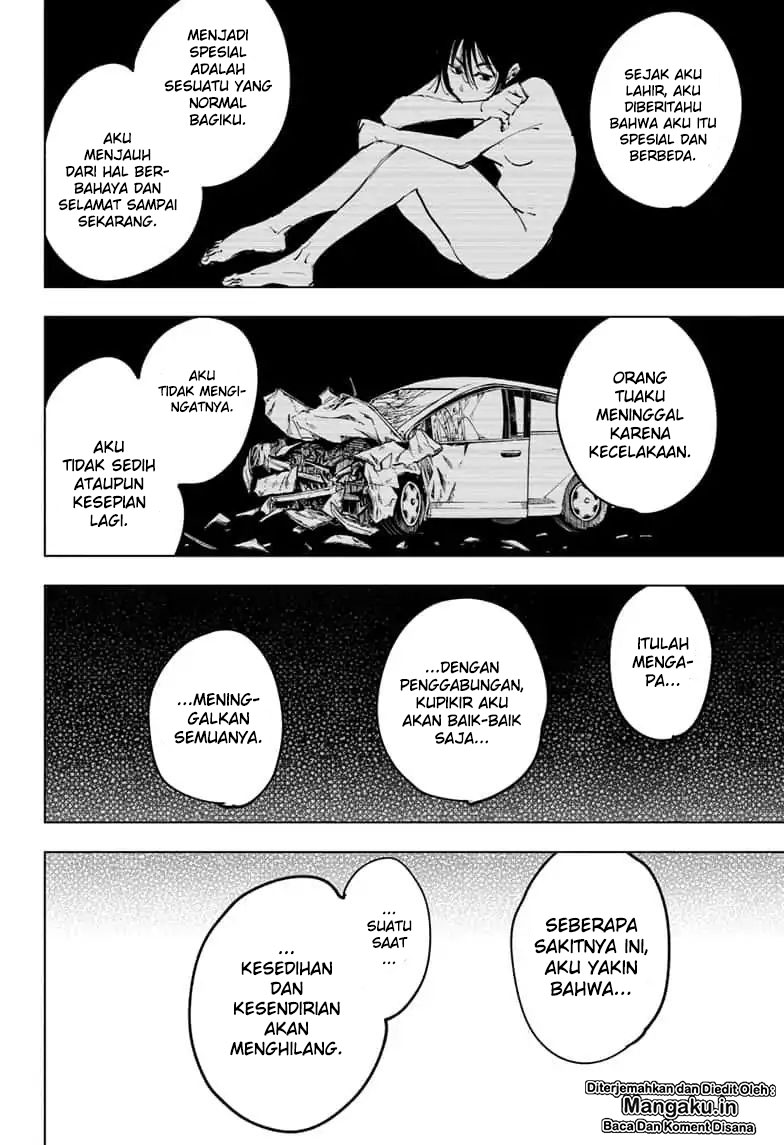 SEJAK AKU
LAHIR, AKU
DIBERITAHU
BAHWA AKU ITU
SPESIAL DAN
BERBEDA.
MENJADI
SPESIAL
ADALAH
SESUATU YANG
NORMAL
BAGIKU.
AKU
MENJAUH
DARI HAL BER-
BAHAYA DAN
SELAMAT SAMPAI
SEKARANG.
ORANG
TUAKU
MENINGGAL
KARENA
KECELAKAAN.
AKU
TIDAK MENGI-
NGATNYA.
AKU
TIDAK SEDIH
ATAUPUN
KESEPIAN
LAGI.
ITULAH
MENGA-
PA...
...DENGAN
PENGGABUNGAN,
KUPIKIR AKU
AKAN BAIK-BAIK
SAJA...
...MENING-
GALKAN
SEMUANYA.
SEBERAPA
SAKITNYA INI,
AKU YAKIN
BAHWA...
...
SUATU
SAAT
...
...
KESEDIHAN
DAN
KESENDIRIAN
AKAN
MENGHILANG.
Diterjemahkan dan Diedit Oleh :
Mangaku.in
Baca Dan Koment Disana